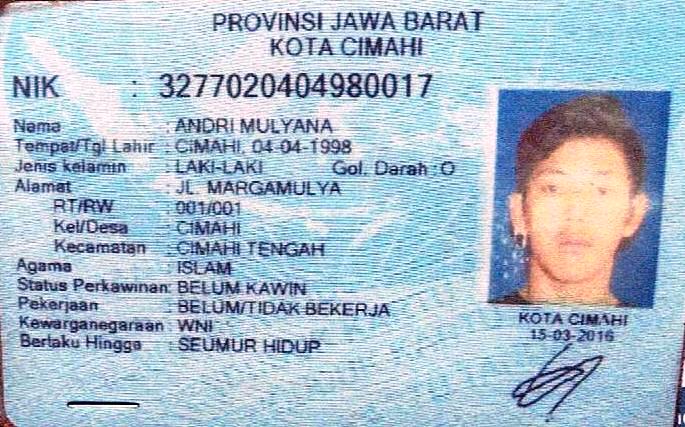 PROVINSI JAWA BARAT
KOTA CIMAHI
NIK : 3277020404980017
Nama : ANDRI MULYANA
Tempat/Tgl Lahir : CIMAHI, 04-04-1998
Jenis kelamin : LAKI-LAKI Gol. Darah : O
Alamat : JL. MARGAMULYA
RT/RW : 001/001
Kel/Desa : CIMAHI
Kecamatan : CIMAHI TENGAH
Agama : ISLAM
Status Perkawinan: BELUM KAWIN
Pekerjaan : BELUM/TIDAK BEKERJA
Kewarganegaraan : WNI
Berlaku Hingga : SEUMUR HIDUP
KOTA CIMAHI
15-03-2016